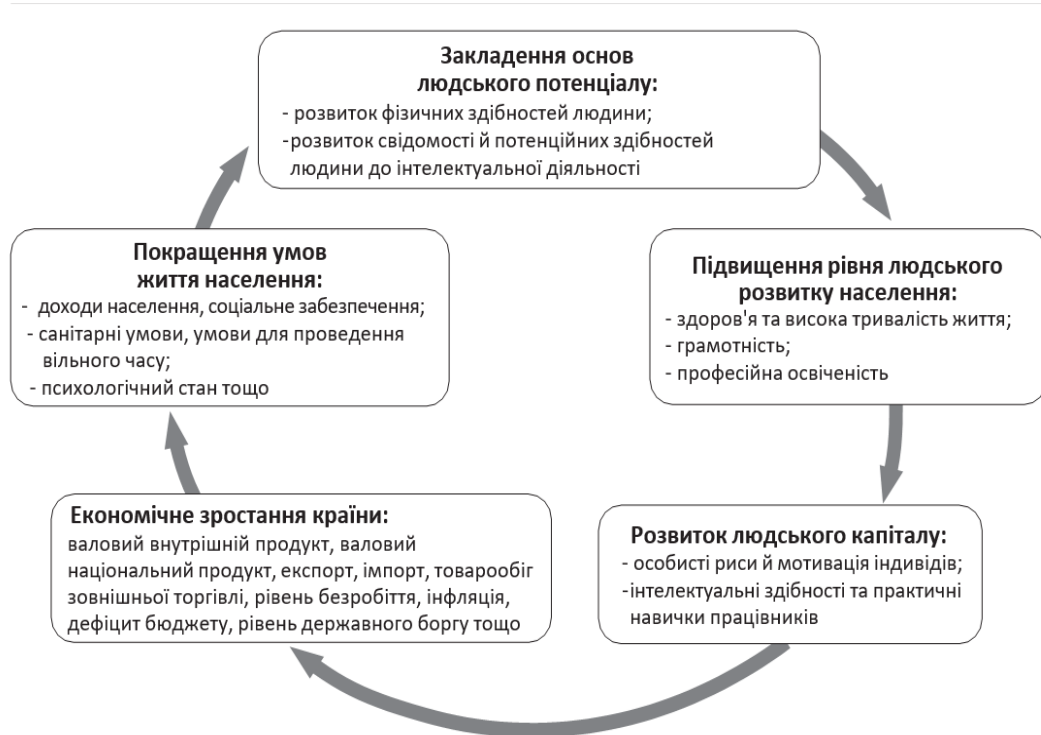 Закладення основ
людського потенціалу:
- розвиток фізичних здібностей людини;
-розвиток свідомості й потенційних здібностей
людини до інтелектуальної діяльності
Підвищення рівня людського
розвитку населення:
- здоров'я та висока тривалість життя;
- грамотність;
- професійна освіченість
Розвиток людського капіталу:
- особисті риси й мотивація індивідів;
-інтелектуальні здібності та практичні
навички працівників
Економічне зростання країни:
валовий внутрішній продукт, валовий
національний продукт, експорт, імпорт, товарообіг
зовнішньої торгівлі, рівень безробіття, інфляція,
дефіцит бюджету, рівень державного боргу тощо
Покращення умов
життя населення:
- доходи населення, соціальне забезпечення;
- санітарні умови, умови для проведення
вільного часу;
- психологічний стан тощо